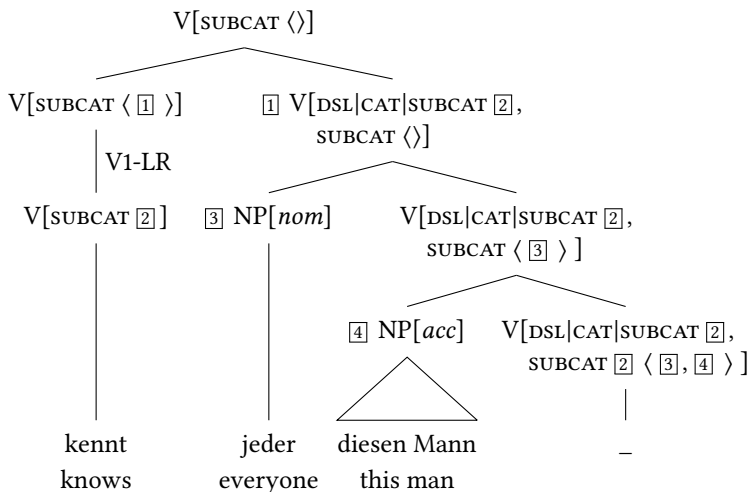 V[SUBCAT ⟨⟩]
V[SUBCAT ⟨ 1 ⟩] 1 V[DSL|CAT|SUBCAT 2,
SUBCAT ⟨⟩]
V1-LR
V[SUBCAT 2] 3 NP[nom] V[DSL|CAT|SUBCAT 2,
SUBCAT ⟨ 3 ⟩ ]
4 NP[acc] V[DSL|CAT|SUBCAT 2,
SUBCAT 2 ⟨ 3, 4 ⟩ ]
kennt jeder diesen Mann _
knows everyone this man